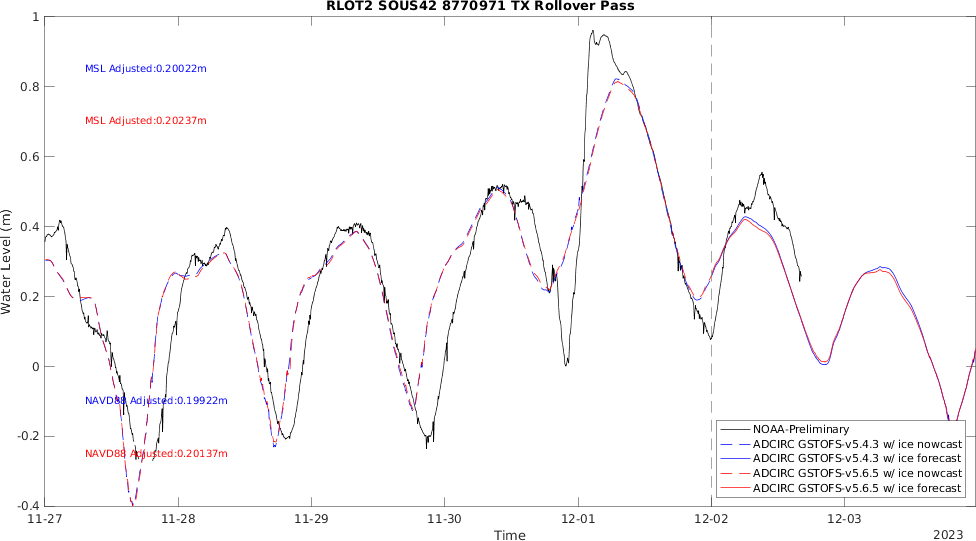 RLOT2 SOUS42 8770971 TX Rollover Pass
1
MSL Adjusted:0.20022m
0.8
MSL Adjusted:0.20237m
0.6
0.4
Water Level (m)
0.2
0
NAVD88 Adjusted:0.19922m
-0.2
NAVD88 Adjusted:0.20137m
-0.4
NOAA-Preliminary
ADCIRC GSTOFS-v5.4.3 w/ ice nowcast
ADCIRC GSTOFS-v5.4.3 w/ ice forecast
ADCIRC GSTOFS-v5.6.5 w/ ice nowcast
ADCIRC GSTOFS-v5.6.5 w/ ice forecast
11-27 11-28 11-29 11-30 12-01 12-02 12-03
Time
2023